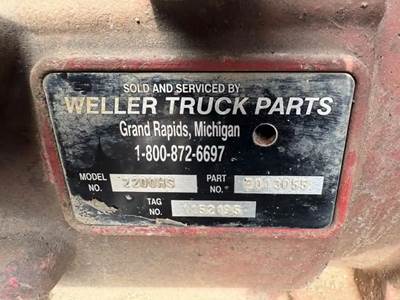 SOLD AND SERVICED BY
WELLER TRUCK PARTS
Grand Rapids, Michigan
1-800-872-6697
MODEL NO. PART NO.
TAG NO.